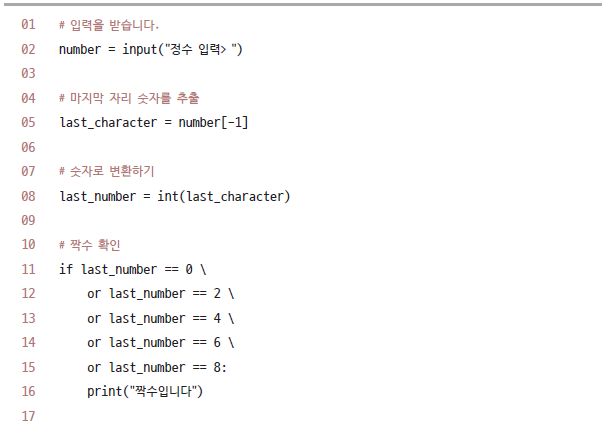 01 # 입력을 받습니다.
02 number = input("정수 입력> ")
03
04 # 마지막 자리 숫자를 추출
05 last_character = number[-1]
06
07 # 숫자로 변환하기
08 last_number = int(last_character)
09
10 # 짝수 확인
11 if last_number == 0 \
12     or last_number == 2 \
13     or last_number == 4 \
14     or last_number == 6 \
15     or last_number == 8:
16     print("짝수입니다")
17